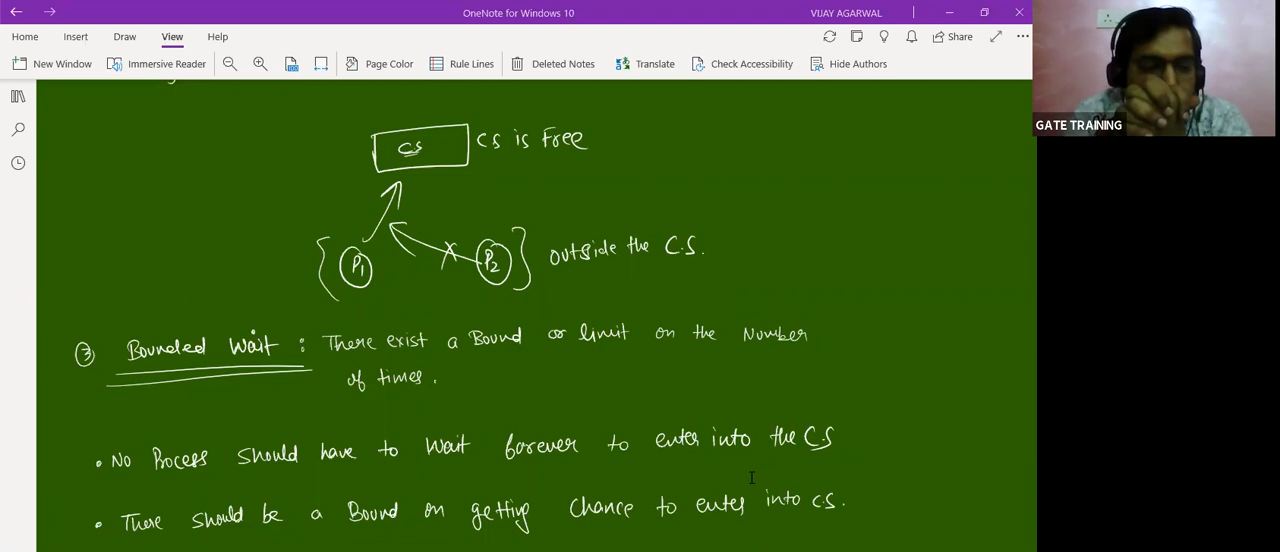 OneNote for Windows 10
VIJAY AGARWAL
Home Insert Draw View Help
Share
New Window Immersive Reader Page Color Rule Lines Deleted Notes Translate Check Accessibility Hide Authors
GATE TRAINING
CS CS is Free
P1 P2 outside the C.S.
3 Bounded Wait : There exist a Bound or limit on the Number
of times.
• No Process should have to Wait forever to enter into the C.S
• There should be a Bound on getting Chance to enter into C.S.